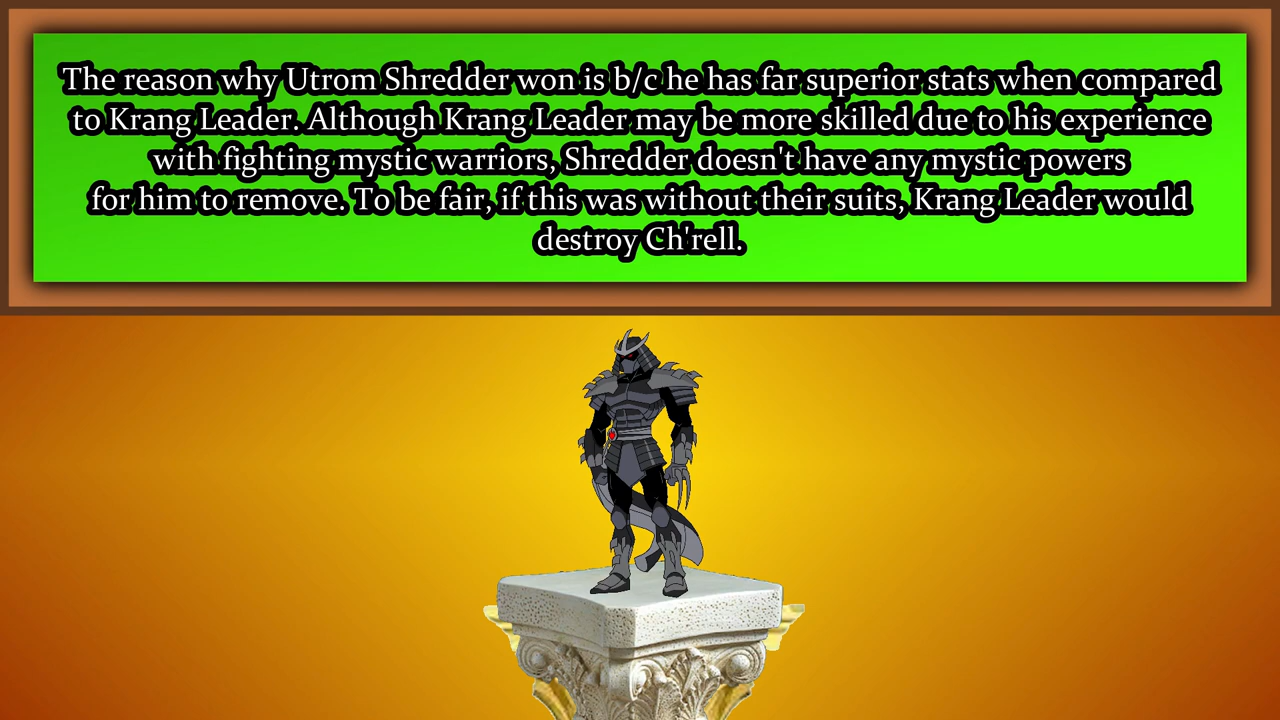 The reason why Utrom Shredder won is b/c he has far superior stats when compared
to Krang Leader. Although Krang Leader may be more skilled due to his experience
with fighting mystic warriors, Shredder doesn't have any mystic powers
for him to remove. To be fair, if this was without their suits, Krang Leader would
destroy Ch'rell.